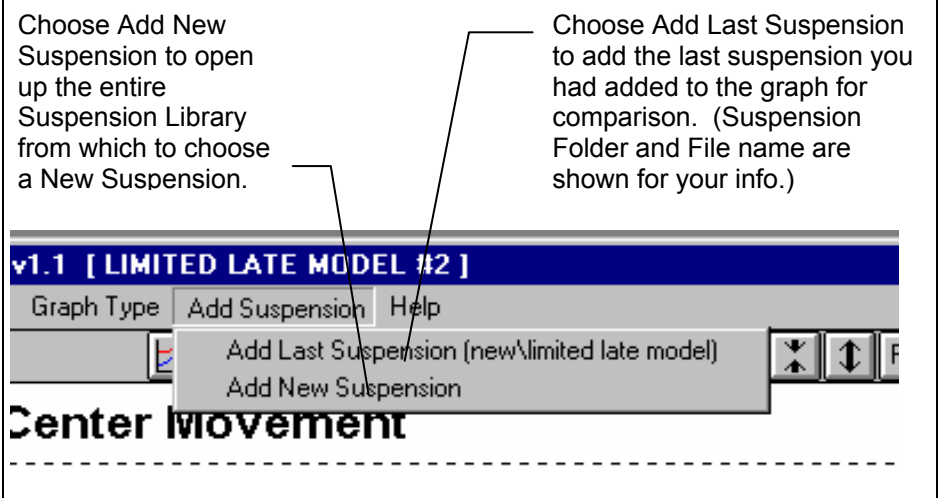 Choose Add New
Suspension to open
up the entire
Suspension Library
from which to choose
a New Suspension.
Choose Add Last Suspension
to add the last suspension you
had added to the graph for
comparison.  (Suspension
Folder and File name are
shown for your info.)
v1.1 [ LIMITED LATE MODEL #2 ]
Graph Type Add Suspension Help
Add Last Suspension (new\limited late model)
Add New Suspension
Center Movement